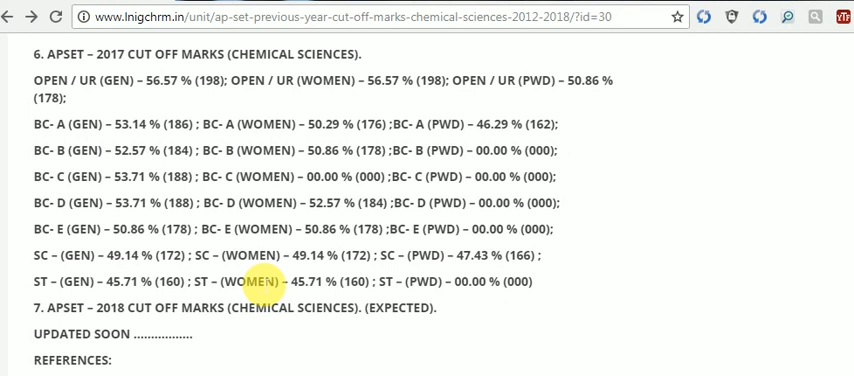 www.lnigchrm.in/unit/ap-set-previous-year-cut-off-marks-chemical-sciences-2012-2018/?id=30
YTF
6. APSET – 2017 CUT OFF MARKS (CHEMICAL SCIENCES).
OPEN / UR (GEN) – 56.57 % (198); OPEN / UR (WOMEN) – 56.57 % (198); OPEN / UR (PWD) – 50.86 %
(178);
BC- A (GEN) – 53.14 % (186) ; BC- A (WOMEN) – 50.29 % (176) ;BC- A (PWD) – 46.29 % (162);
BC- B (GEN) – 52.57 % (184) ; BC- B (WOMEN) – 50.86 % (178) ;BC- B (PWD) – 00.00 % (000);
BC- C (GEN) – 53.71 % (188) ; BC- C (WOMEN) – 00.00 % (000) ;BC- C (PWD) – 00.00 % (000);
BC- D (GEN) – 53.71 % (188) ; BC- D (WOMEN) – 52.57 % (184) ;BC- D (PWD) – 00.00 % (000);
BC- E (GEN) – 50.86 % (178) ; BC- E (WOMEN) – 50.86 % (178) ;BC- E (PWD) – 00.00 % (000);
SC – (GEN) – 49.14 % (172) ; SC – (WOMEN) – 49.14 % (172) ; SC – (PWD) – 47.43 % (166) ;
ST – (GEN) – 45.71 % (160) ; ST – (WOMEN) – 45.71 % (160) ; ST – (PWD) – 00.00 % (000)
7. APSET – 2018 CUT OFF MARKS (CHEMICAL SCIENCES). (EXPECTED).
UPDATED SOON .................
REFERENCES: